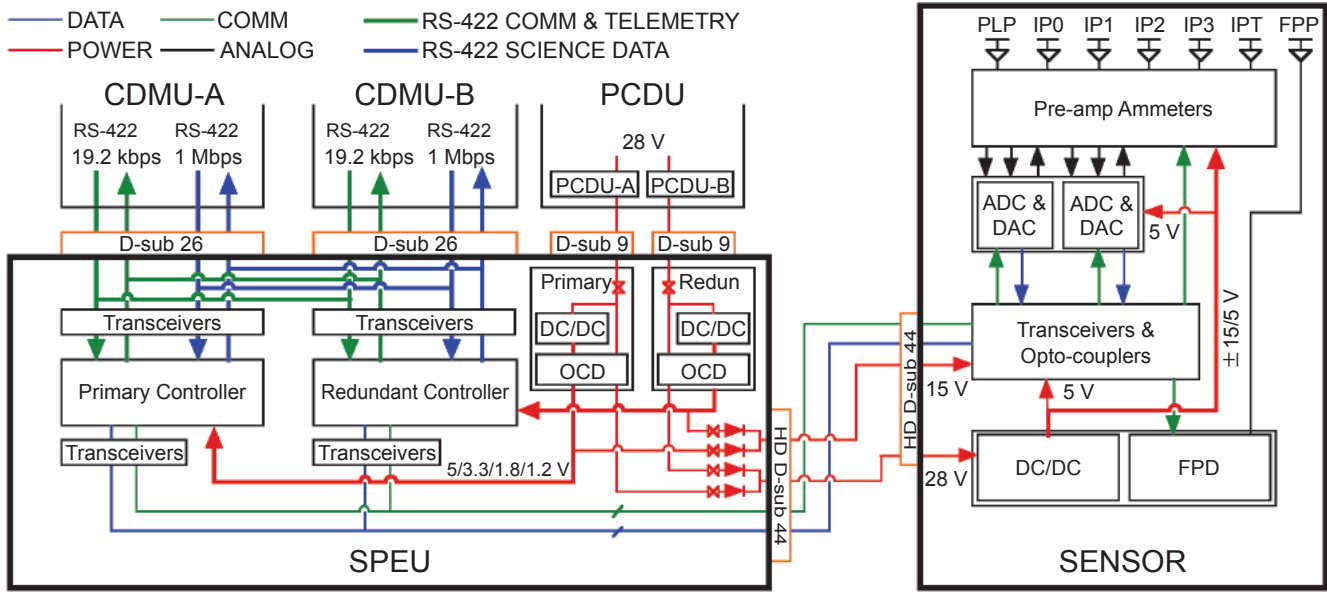 DATA
COMM
RS-422 COMM & TELEMETRY
POWER
ANALOG
RS-422 SCIENCE DATA
CDMU-A
CDMU-B
PCDU
RS-422
19.2 kbps
RS-422
1 Mbps
RS-422
19.2 kbps
RS-422
1 Mbps
28 V
PCDU-A
PCDU-B
D-sub 26
D-sub 26
D-sub 9
D-sub 9
Primary
Redun
Transceivers
Transceivers
DC/DC
DC/DC
OCD
OCD
Primary Controller
Redundant Controller
Transceivers
Transceivers
5/3.3/1.8/1.2 V
HD D-sub 44
SPEU
PLP
IP0
IP1
IP2
IP3
IPT
FPP
Pre-amp Ammeters
ADC &
DAC
ADC &
DAC
5 V
HD D-sub 44
Transceivers &
Opto-couplers
± 15/5 V
15 V
5 V
28 V
DC/DC
FPD
SENSOR